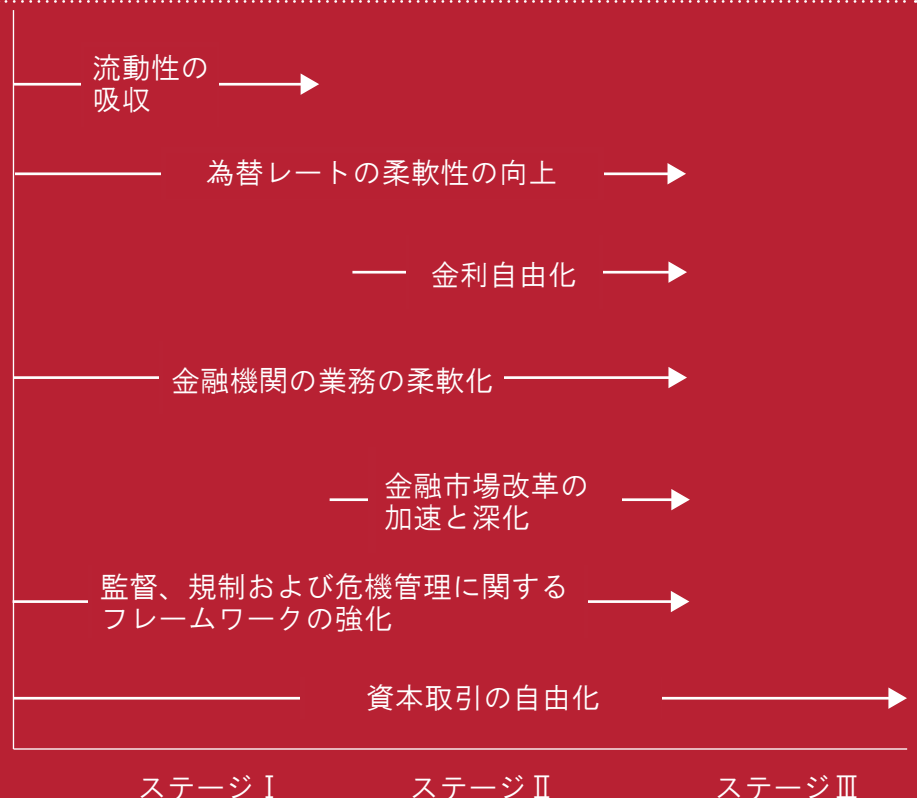 流動性の
吸収
為替レートの柔軟性の向上
金利自由化
金融機関の業務の柔軟化
金融市場改革の
加速と深化
監督、規制および危機管理に関する
フレームワークの強化
資本取引の自由化
ステージⅠ ステージⅡ ステージⅢ